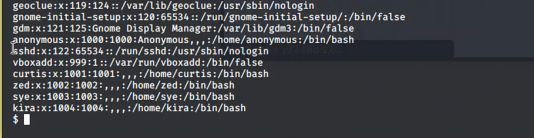 geoclue:x:119:124::/var/lib/geoclue:/usr/sbin/nologin
gnome-initial-setup:x:120:65534::/run/gnome-initial-setup/:/bin/false
gdm:x:121:125:Gnome Display Manager:/var/lib/gdm3:/bin/false
anonymous:x:1000:1000:Anonymous,,,:/home/anonymous:/bin/bash
sshd:x:122:65534::/run/sshd:/usr/sbin/nologin
vboxadd:x:999:1::/var/run/vboxadd:/bin/false
curtis:x:1001:1001:,,,:/home/curtis:/bin/bash
zed:x:1002:1002:,,,:/home/zed:/bin/bash
sye:x:1003:1003:,,,:/home/sye:/bin/bash
kira:x:1004:1004:,,,:/home/kira:/bin/bash
$